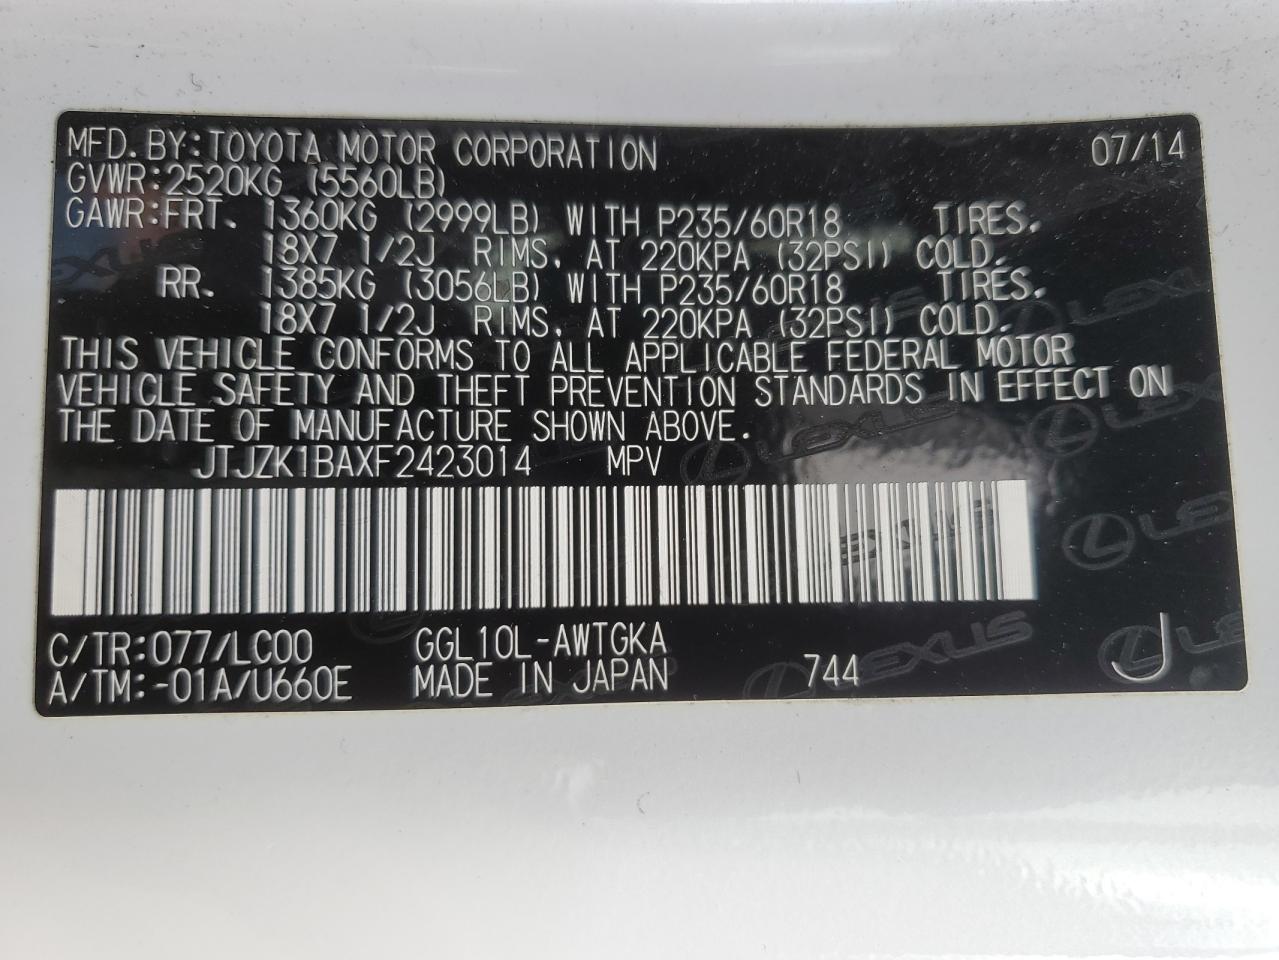 MFD. BY: TOYOTA MOTOR CORPORATION 07/14
GVWR: 2520KG (5560LB)
GAWR: FRT. 1360KG (2999LB) WITH P235/60R18 TIRES.
18X7 1/2J RIMS, AT 220KPA (32PSI) COLD.
RR. 1385KG (3056LB) WITH P235/60R18 TIRES.
18X7 1/2J RIMS, AT 220KPA (32PSI) COLD.
THIS VEHICLE CONFORMS TO ALL APPLICABLE FEDERAL MOTOR
VEHICLE SAFETY AND THEFT PREVENTION STANDARDS IN EFFECT ON
THE DATE OF MANUFACTURE SHOWN ABOVE.
JTJZK1BAXF2423014 MPV
C/TR: 077/LC00 GGL10L-AWTGKA
A/TM: -01A/U660E MADE IN JAPAN 744 J
LEXUS
LEXUS
LEXUS